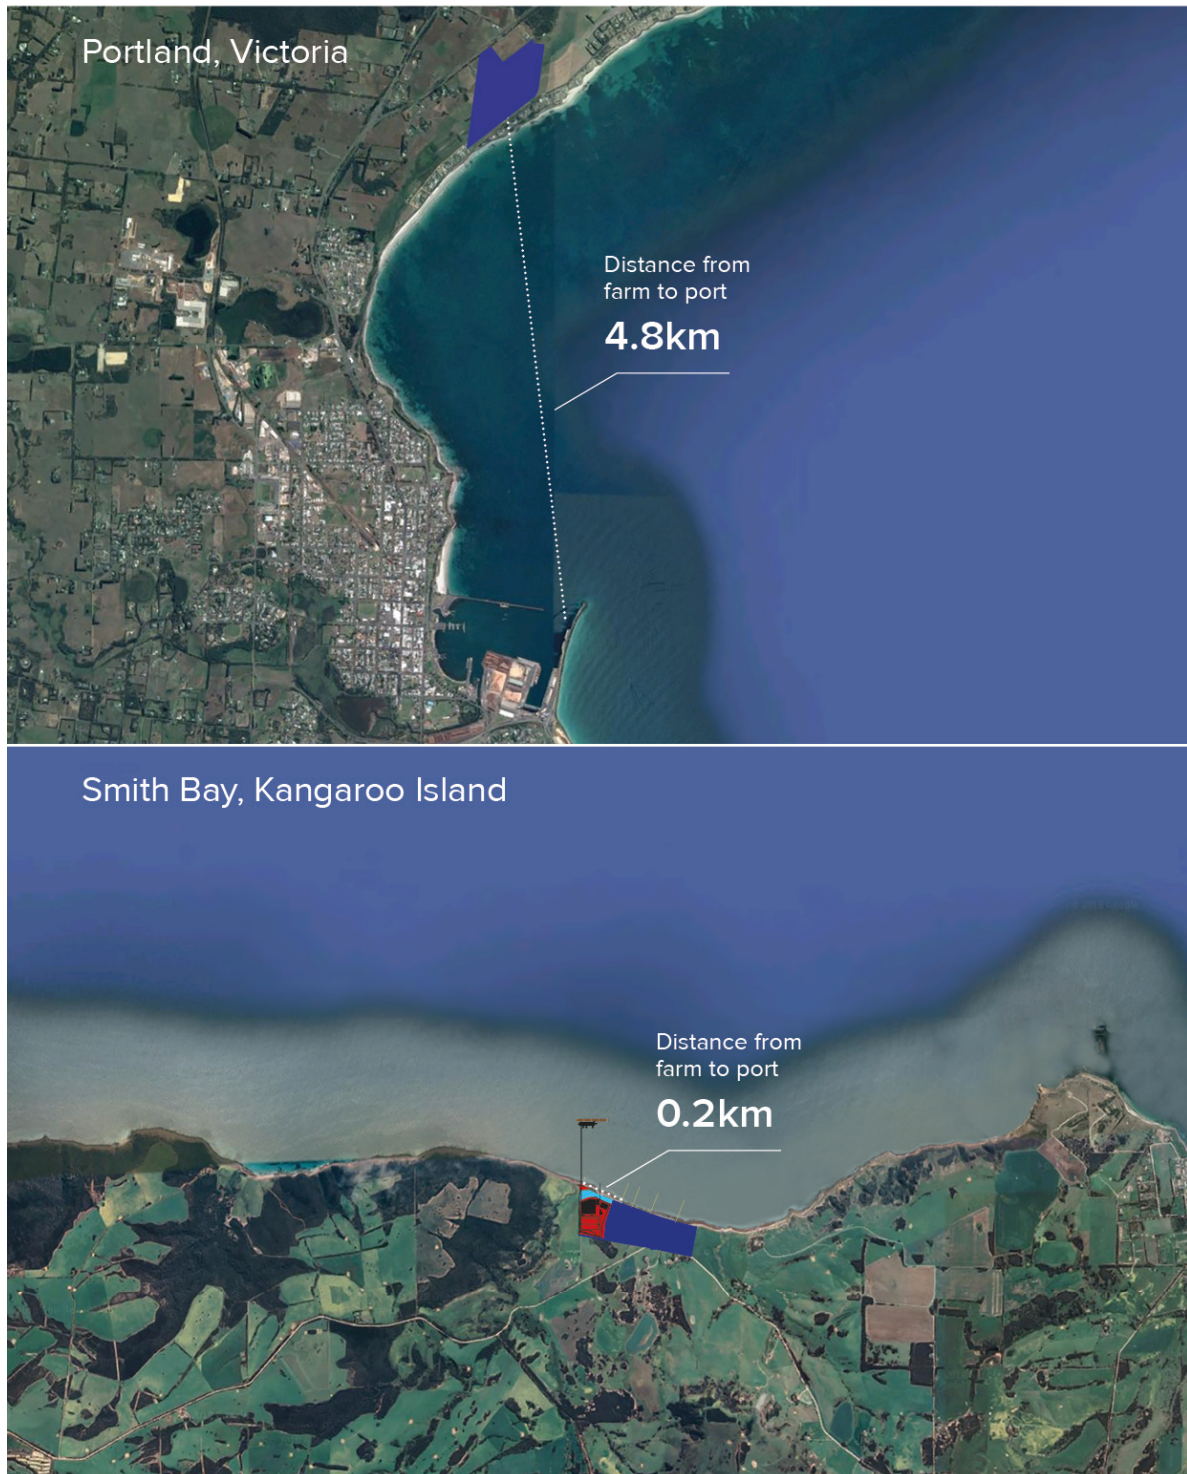 Portland, Victoria
Distance from
farm to port
4.8km
Smith Bay, Kangaroo Island
Distance from
farm to port
0.2km